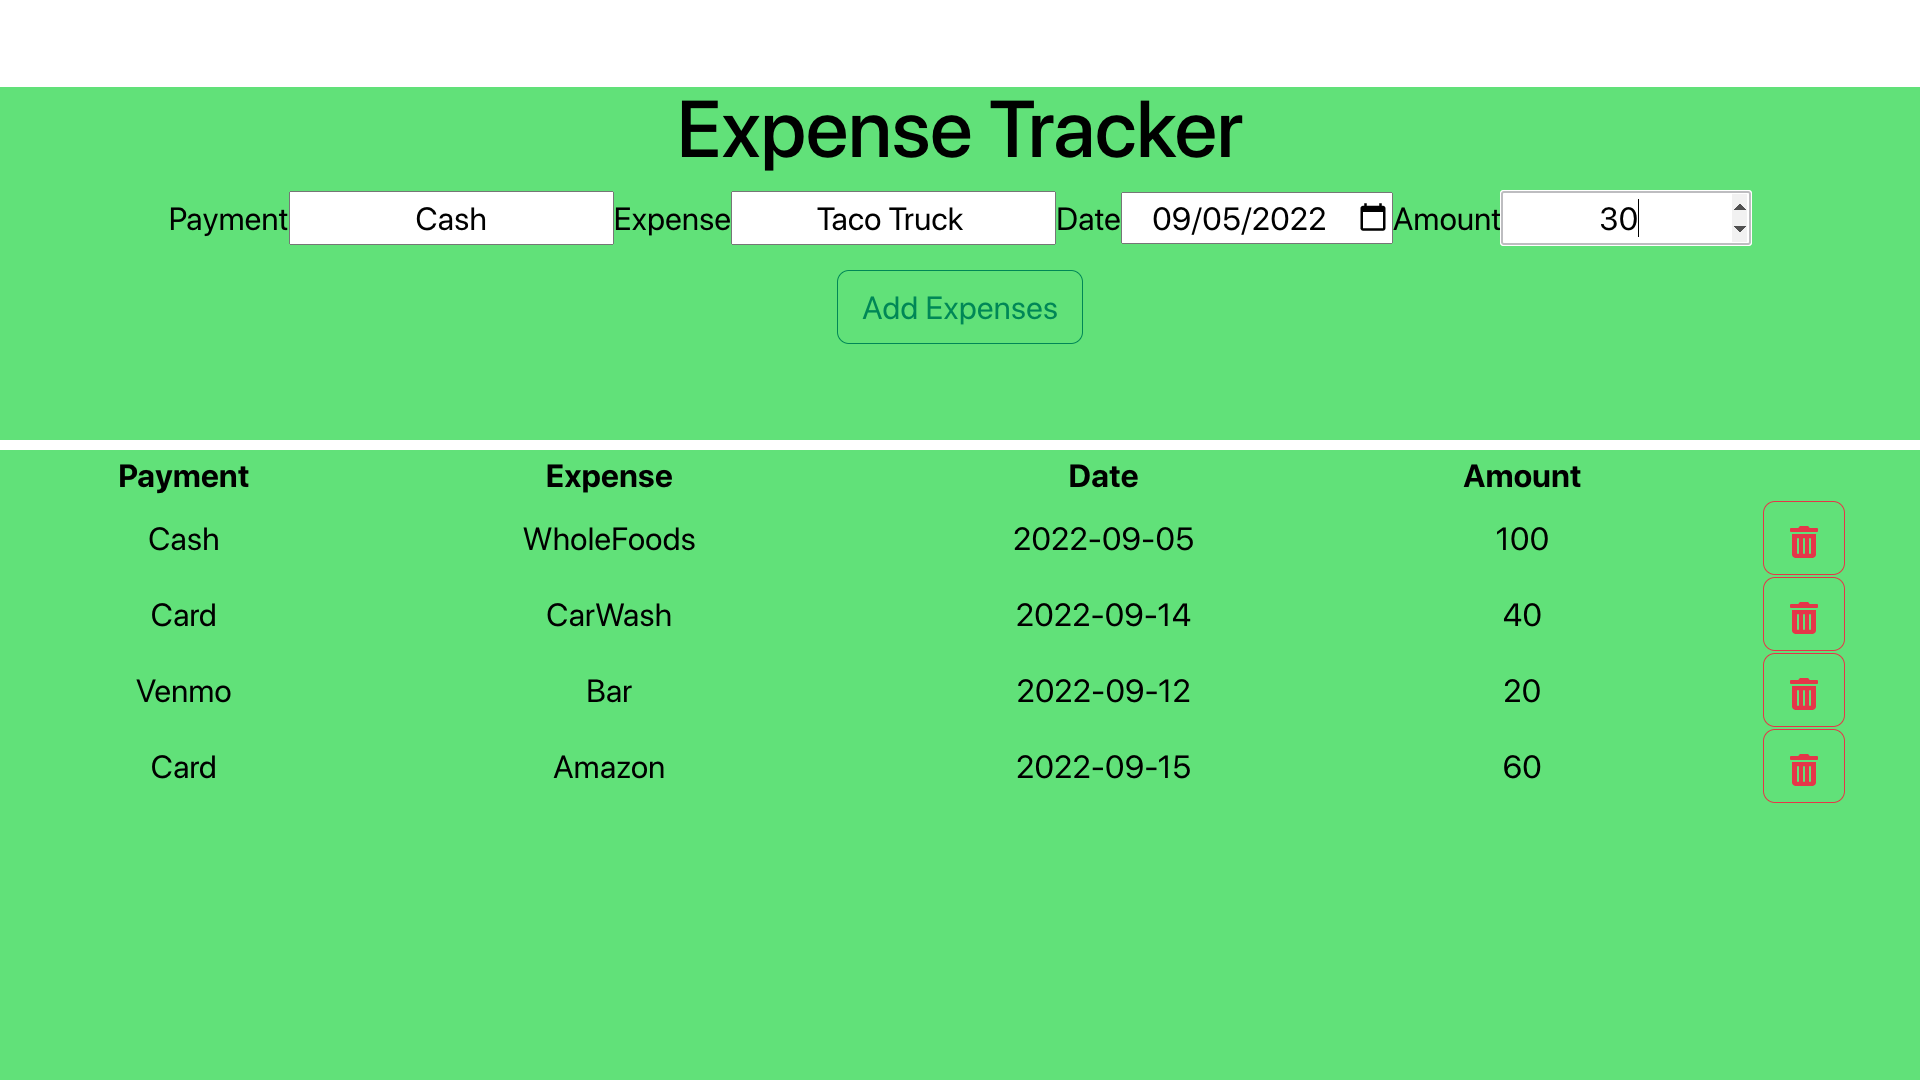 Expense Tracker
Payment Cash Expense Taco Truck Date 09/05/2022 Amount 30
Add Expenses
Payment Expense Date Amount
Cash WholeFoods 2022-09-05 100
Card CarWash 2022-09-14 40
Venmo Bar 2022-09-12 20
Card Amazon 2022-09-15 60